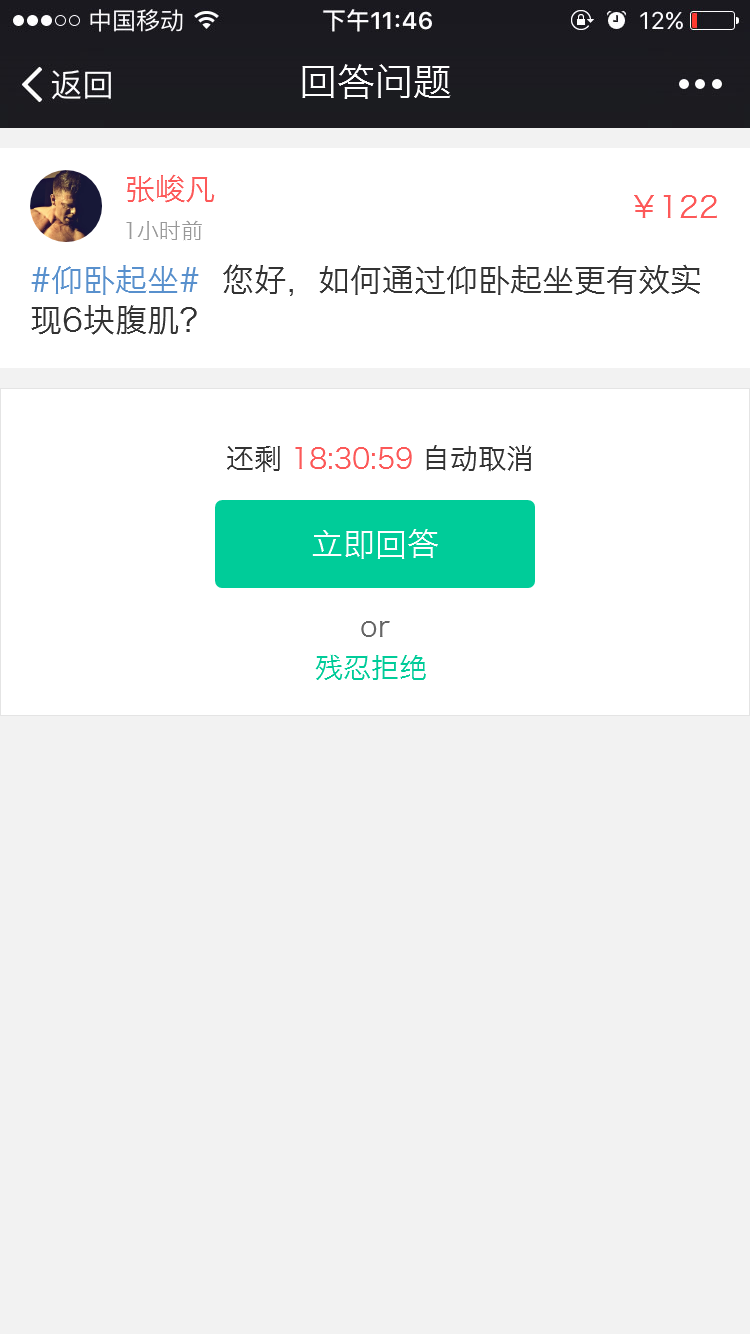 中国移动 下午11:46 12%
返回 回答问题
张峻凡
1小时前
￥122
#仰卧起坐# 您好，如何通过仰卧起坐更有效实
现6块腹肌?
还剩 18:30:59 自动取消
立即回答
or
残忍拒绝